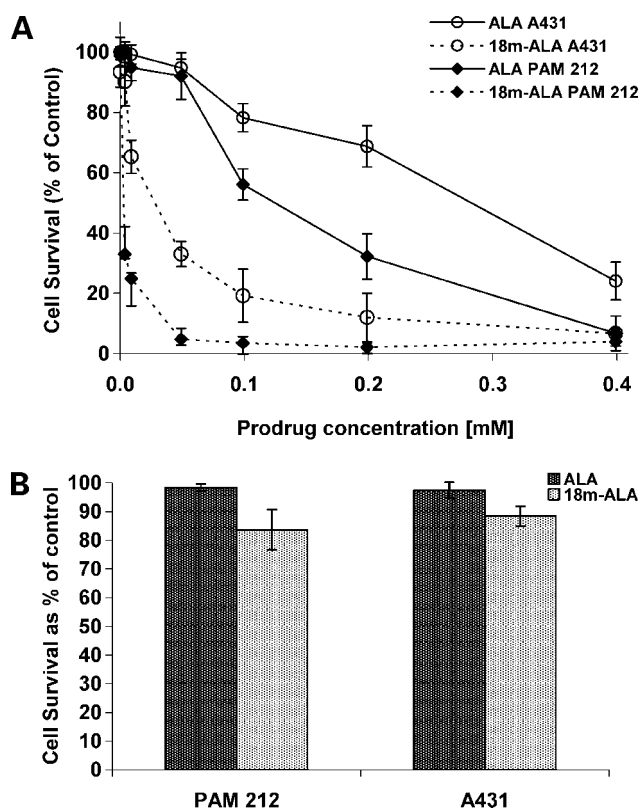 A
ALA A431
18m-ALA A431
ALA PAM 212
18m-ALA PAM 212
Cell Survival (% of Control)
100
80
60
40
20
0
0.0 0.1 0.2 0.3 0.4
Prodrug concentration [mM]
B
ALA
18m-ALA
Cell Survival as % of control
100
90
80
70
60
50
40
30
20
10
0
PAM 212 A431